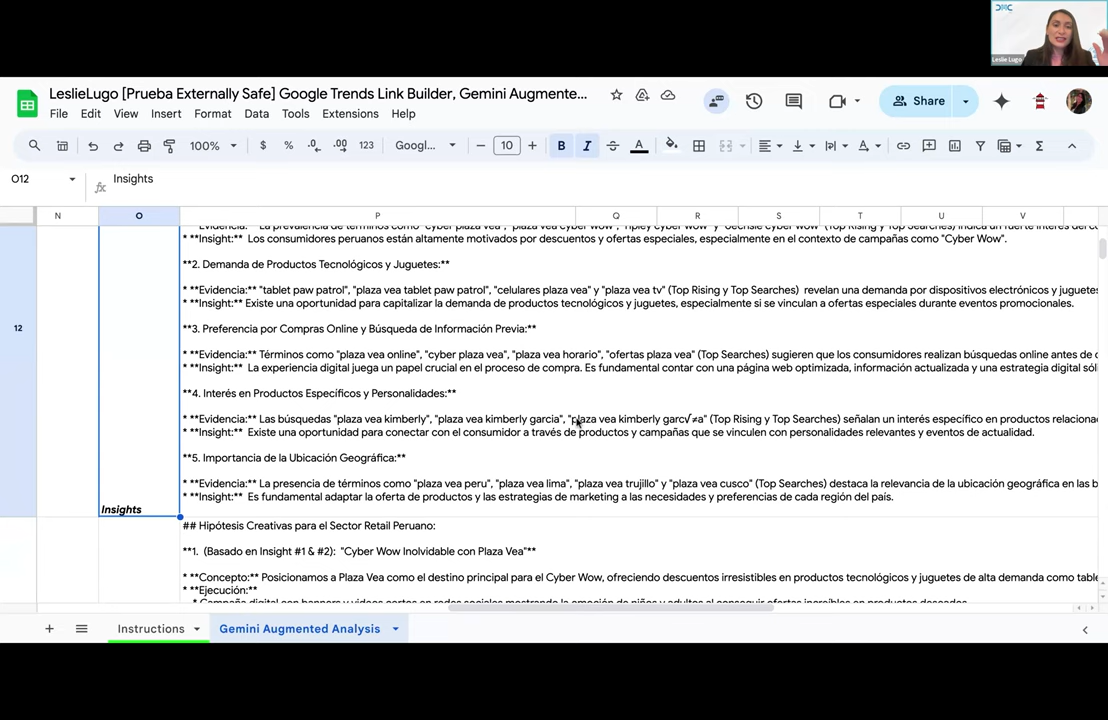 DMC
Leslie Lugo
LeslieLugo [Prueba Externally Safe] Google Trends Link Builder, Gemini Augmente...
Share
File Edit View Insert Format Data Tools Extensions Help
100% $ % .0 .00 123 Googl... 10 B I S A
O12 fx Insights
N O P Q R S T U V
* **Insight:** Los consumidores peruanos están altamente motivados por descuentos y ofertas especiales, especialmente en el contexto de campañas como "Cyber Wow".
**2. Demanda de Productos Tecnológicos y Juguetes:**
* **Evidencia:** "tablet paw patrol", "plaza vea tablet paw patrol", "celulares plaza vea" y "plaza vea tv" (Top Rising y Top Searches) revelan una demanda por dispositivos electrónicos y juguetes
* **Insight:** Existe una oportunidad para capitalizar la demanda de productos tecnológicos y juguetes, especialmente si se vinculan a ofertas especiales durante eventos promocionales.
12
**3. Preferencia por Compras Online y Búsqueda de Información Previa:**
* **Evidencia:** Términos como "plaza vea online", "cyber plaza vea", "plaza vea horario", "ofertas plaza vea" (Top Searches) sugieren que los consumidores realizan búsquedas online antes de
* **Insight:** La experiencia digital juega un papel crucial en el proceso de compra. Es fundamental contar con una página web optimizada, información actualizada y una estrategia digital sól
**4. Interés en Productos Específicos y Personalidades:**
* **Evidencia:** Las búsquedas "plaza vea kimberly", "plaza vea kimberly garcia", "plaza vea kimberly garc√≠a" (Top Rising y Top Searches) señalan un interés específico en productos relaciona
* **Insight:** Existe una oportunidad para conectar con el consumidor a través de productos y campañas que se vinculen con personalidades relevantes y eventos de actualidad.
**5. Importancia de la Ubicación Geográfica:**
* **Evidencia:** La presencia de términos como "plaza vea peru", "plaza vea lima", "plaza vea trujillo" y "plaza vea cusco" (Top Searches) destaca la relevancia de la ubicación geográfica en las b
* **Insight:** Es fundamental adaptar la oferta de productos y las estrategias de marketing a las necesidades y preferencias de cada región del país.
Insights
## Hipótesis Creativas para el Sector Retail Peruano:
**1. (Basado en Insight #1 & #2): "Cyber Wow Inolvidable con Plaza Vea"**
* **Concepto:** Posicionamos a Plaza Vea como el destino principal para el Cyber Wow, ofreciendo descuentos irresistibles en productos tecnológicos y juguetes de alta demanda como table
* **Ejecución:**
Instructions
Gemini Augmented Analysis